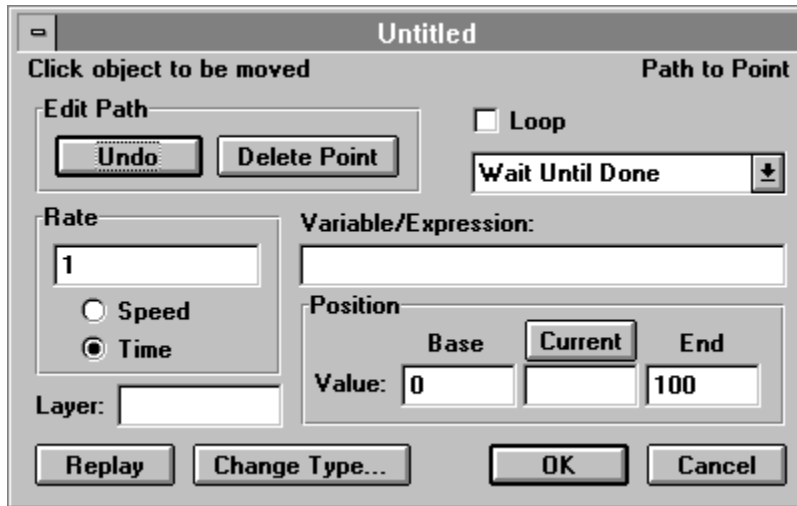 Untitled
Click object to be moved
Path to Point
Edit Path
Undo
Delete Point
Loop
Wait Until Done
Rate
1
Speed
Time
Variable/Expression:
Position
Base
Current
End
Value:
0
100
Layer:
Replay
Change Type...
OK
Cancel